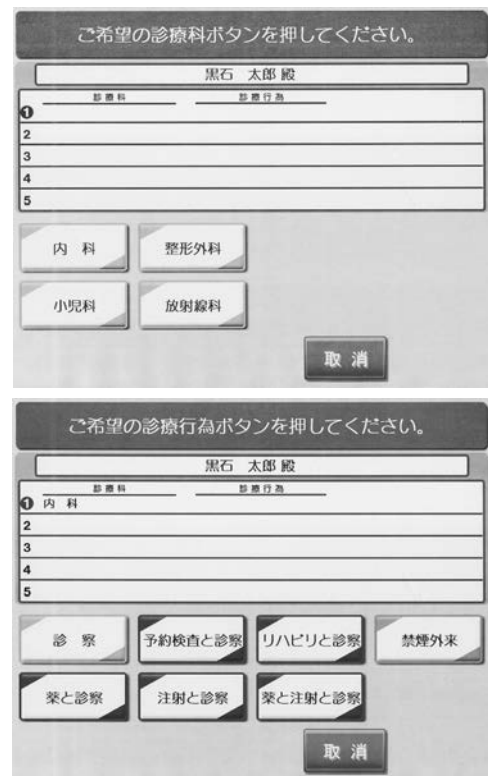 ご希望の診療科ボタンを押してください。
黒石　太郎 殿
診療科　診療行為
1
2
3
4
5
内　科　整形外科
小児科　放射線科
取　消
ご希望の診療行為ボタンを押してください。
黒石　太郎 殿
診療科　診療行為
1 内　科
2
3
4
5
診　察　予約検査と診察　リハビリと診察　禁煙外来
薬と診察　注射と診察　薬と注射と診察
取　消